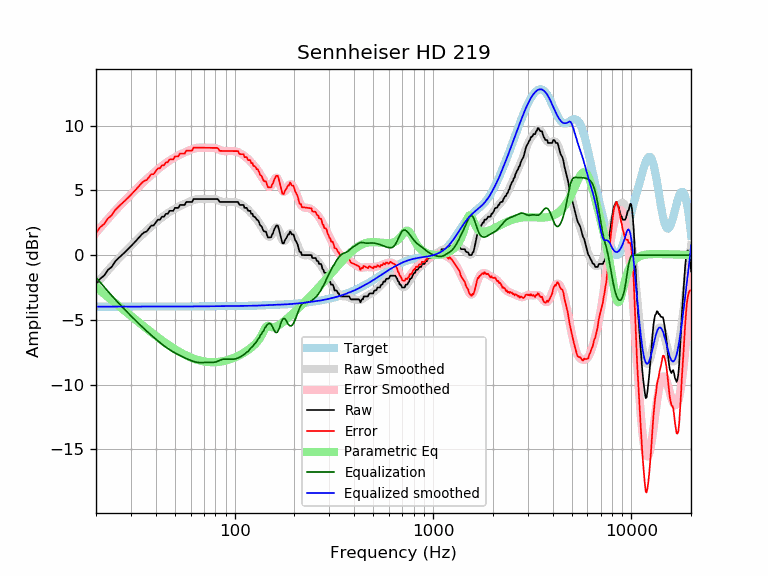 Sennheiser HD 219
Amplitude (dBr)
10
5
0
−5
−10
−15
Target
Raw Smoothed
Error Smoothed
Raw
Error
Parametric Eq
Equalization
Equalized smoothed
100
1000
10000
Frequency (Hz)